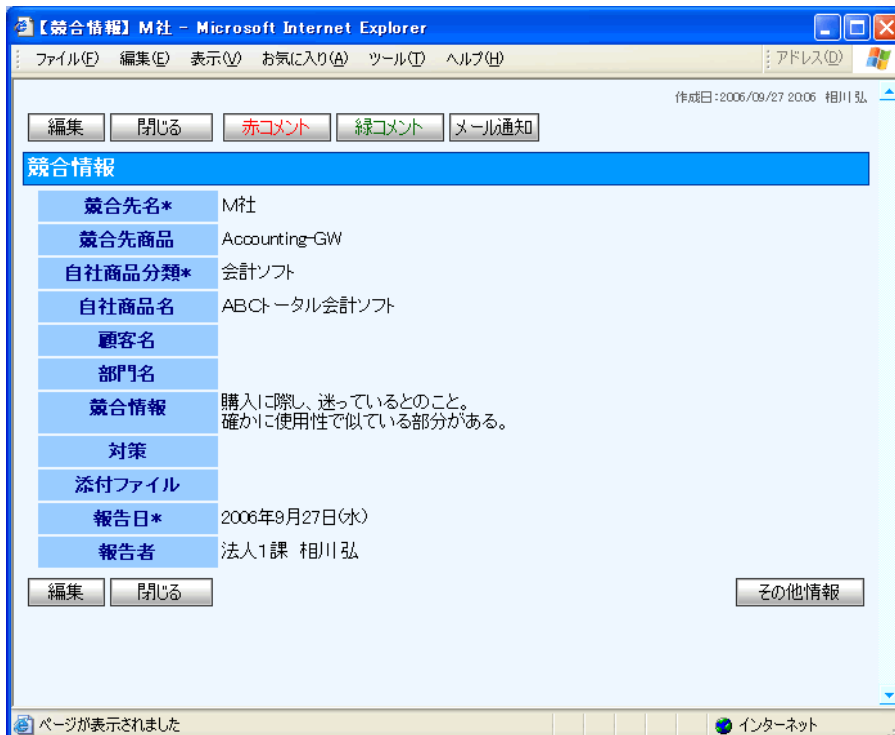 【競合情報】 M社 - Microsoft Internet Explorer
ファイル(F) 編集(E) 表示(V) お気に入り(A) ツール(T) ヘルプ(H) アドレス(D)
作成日:2006/09/27 20:06 相川 弘
編集 閉じる 赤コメント 緑コメント メール通知
競合情報
競合先名* M社
競合先商品 Accounting-GW
自社商品分類* 会計ソフト
自社商品名 ABCトータル会計ソフト
顧客名
部門名
競合情報 購入に際し、迷っているとのこと。
確かに使用性で似ている部分がある。
対策
添付ファイル
報告日* 2006年9月27日(水)
報告者 法人1課 相川 弘
編集 閉じる その他情報
ページが表示されました インターネット